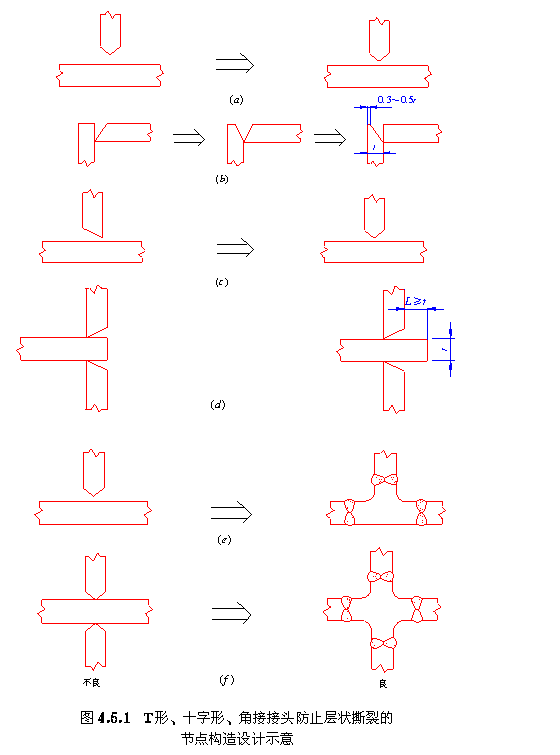 (a)
0.3~0.5t
t
(b)
(c)
L≥t
t
(d)
(e)
(f)
不良
良
图 4.5.1 T形、十字形、角接接头防止层状撕裂的
节点构造设计示意